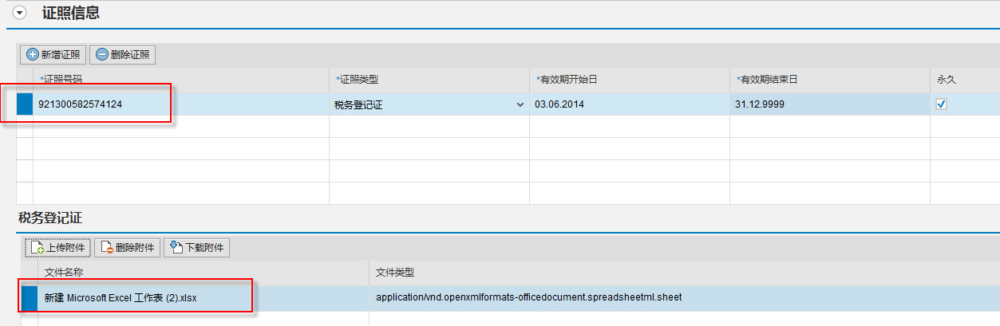 证照信息
新增证照 删除证照
*证照号码 *证照类型 *有效期开始日 *有效期结束日 永久
921300582574124 税务登记证 03.06.2014 31.12.9999
税务登记证
上传附件 删除附件 下载附件
文件名称 文件类型
新建 Microsoft Excel 工作表 (2).xlsx application/vnd.openxmlformats-officedocument.spreadsheetml.sheet